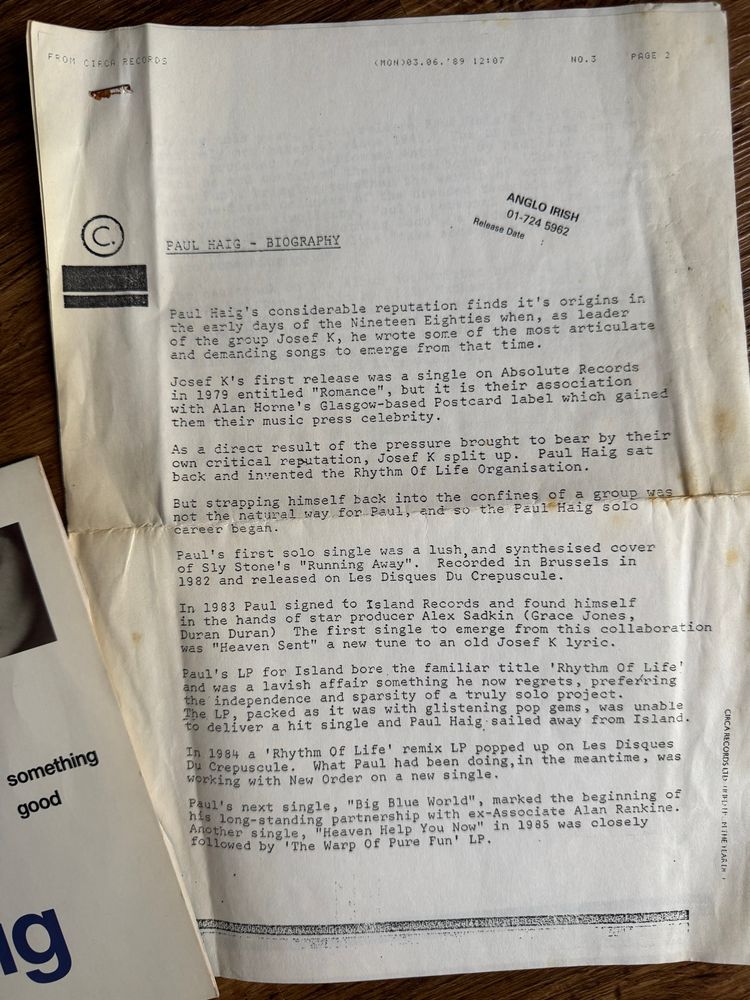 FROM CIRCA RECORDS (MON)03.06.'89 12:07 NO.3 PAGE 2
ANGLO IRISH
01-724 5962
Release Date :
C.
PAUL HAIG - BIOGRAPHY
Paul Haig's considerable reputation finds it's origins in
the early days of the Nineteen Eighties when, as leader
of the group Josef K, he wrote some of the most articulate
and demanding songs to emerge from that time.
Josef K's first release was a single on Absolute Records
in 1979 entitled "Romance", but it is their association
with Alan Horne's Glasgow-based Postcard label which gained
them their music press celebrity.
As a direct result of the pressure brought to bear by their
own critical reputation, Josef K split up. Paul Haig sat
back and invented the Rhythm Of Life Organisation.
But strapping himself back into the confines of a group was
not the natural way for Paul, and so the Paul Haig solo
career began.
Paul's first solo single was a lush,and synthesised cover
of Sly Stone's "Running Away". Recorded in Brussels in
1982 and released on Les Disques Du Crepuscule.
In 1983 Paul signed to Island Records and found himself
in the hands of star producer Alex Sadkin (Grace Jones,
Duran Duran) The first single to emerge from this collaboration
was "Heaven Sent" a new tune to an old Josef K lyric.
Paul's LP for Island bore the familiar title 'Rhythm Of Life'
and was a lavish affair something he now regrets, preferring
the independence and sparsity of a truly solo project.
The LP, packed as it was with glistening pop gems, was unable
to deliver a hit single and Paul Haig sailed away from Island.
In 1984 a 'Rhythm Of Life' remix LP popped up on Les Disques
Du Crepuscule. What Paul had been doing,in the meantime, was
working with New Order on a new single.
Paul's next single, "Big Blue World", marked the beginning of
his long-standing partnership with ex-Associate Alan Rankine.
Another single, "Heaven Help You Now" in 1985 was closely
followed by 'The Warp Of Pure Fun' LP.
CIRCA RECORDS LTD
something
good
ig